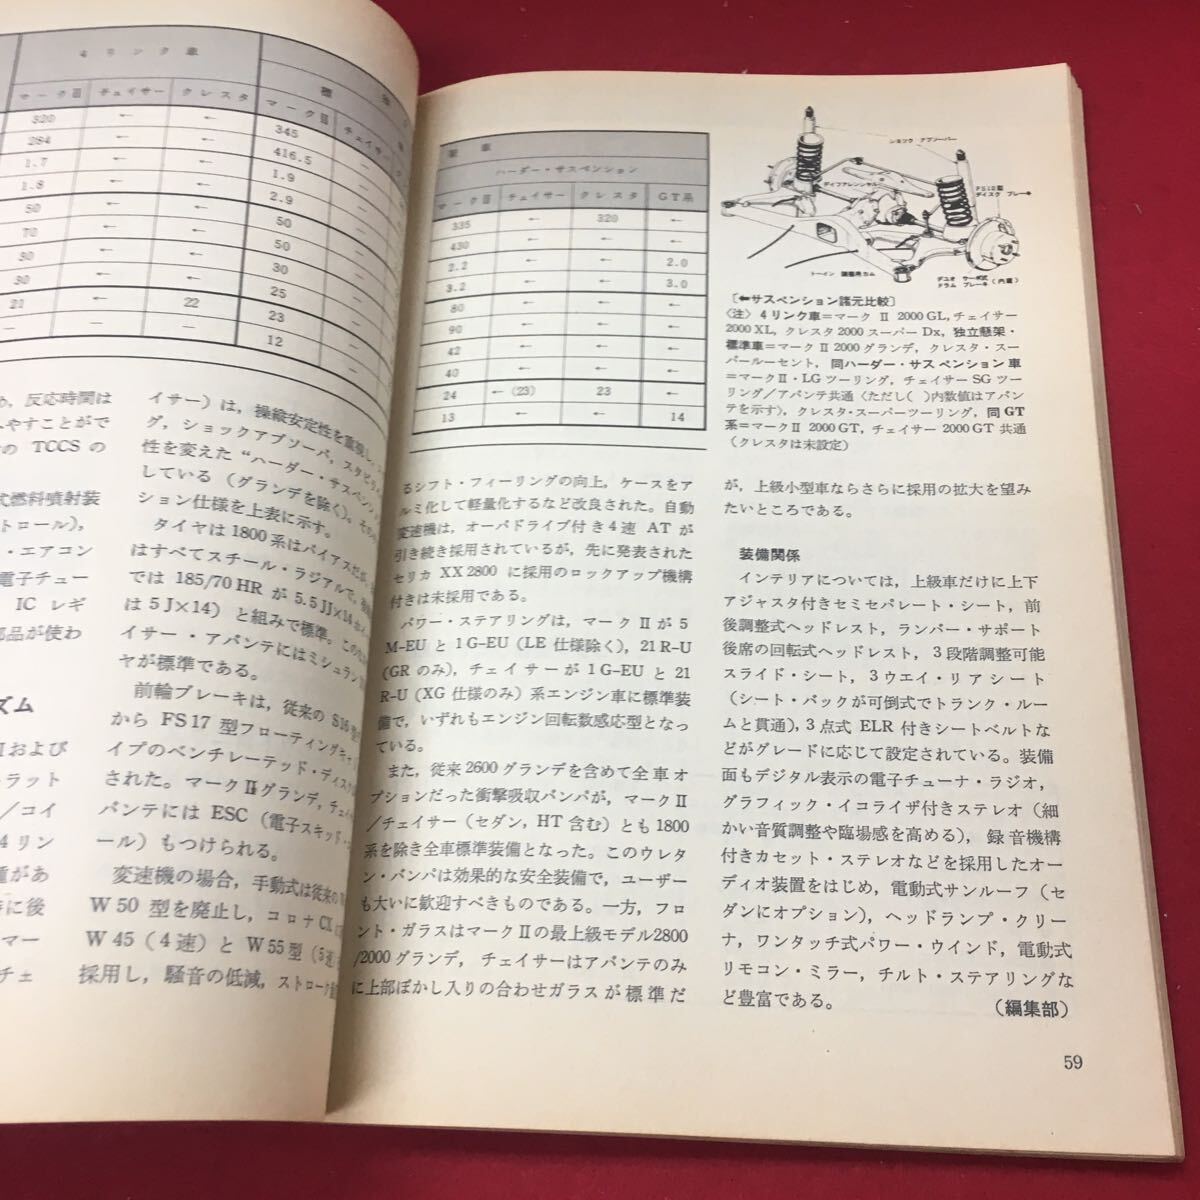 4リンク車
標準
マークⅡ チェイサー クレスタ マークⅡ チェイサー
320 ← ← 345
284 ← ← 416.5
1.7 ← ← 1.9
1.8 ← ← 2.9
50 ← ← 50
70 ← ← 50
30 ← ← 30
30 ← ← 25
21 ← 22 23
— — — 12
め，反応時間は
やすことがで
の TCCS の
式燃料噴射装
トロール)，
・エアコン
電子チュー
IC レギ
部品が使わ
ズム
Ⅱおよび
ラット
／コイ
4リン
種があ
特に後
マー
チェ
イサー）は，操縦安定性を重視し，
グ，ショックアブソーバ，スタビライ
性を変えた “ハーダー・サスペンション
している（グランデを除く）。その
ション仕様を上表に示す。
タイヤは1800系はバイアスだが，
はすべてスチール・ラジアルで，
では 185/70 HR が 5.5 JJ×14
は 5 J×14）と組みで標準。この
イサー・アバンテにはミシュラン
ヤが標準である。
前輪ブレーキは，従来の S16 型
から FS 17 型フローティングキャ
イプのベンチレーテッド・ディスク
された。マークⅡグランデ，チェイ
バンテには ESC（電子スキッド・
ール）もつけられる。
変速機の場合，手動式は従来の
W 50 型を廃止し，コロナCX
W 45（4速）と W 55型（5速
採用し，騒音の低減，ストローク
架車
ハーダー・サスペンション
マークⅡ チェイサー クレスタ GT系
335 ← 320 ←
430 ← ← ←
2.2 ← ← 2.0
3.2 ← ← 3.0
80 ← ← ←
90 ← ← ←
42 ← ← ←
40 ← ← ←
24 ←(23) 23 ←
13 ← ← 14
るシフト・フィーリングの向上，ケースをア
ルミ化して軽量化するなど改良された。自動
変速機は，オーバドライブ付き4速 AT が
引き続き採用されているが，先に発表された
セリカ XX 2800 に採用のロックアップ機構
付きは未採用である。
パワー・ステアリングは，マークⅡが 5
M-EU と 1 G-EU (LE 仕様除く)，21 R-U
(GR のみ)，チェイサーが 1 G-EU と 21
R-U（XG 仕様のみ）系エンジン車に標準装
備で，いずれもエンジン回転数感応型となっ
ている。
また，従来2600グランデを含めて全車オ
プションだった衝撃吸収バンパが，マークⅡ
／チェイサー（セダン，HT 含む）とも1800
系を除き全車標準装備となった。このウレタ
ン・バンパは効果的な安全装備で，ユーザー
も大いに歓迎すべきものである。一方，フロ
ント・ガラスはマークⅡの最上級モデル2800
/2000 グランデ，チェイサーはアバンテのみ
に上部ぼかし入りの合わせガラスが標準だ
ショック アブソーバー
ディファレンシャル
FS10型
ディスク ブレーキ
トーイン 調整用カム
デュオ サーボ式
ドラム ブレーキ (内蔵)
〔←サスペンション諸元比較〕
〈注〉4リンク車＝マーク Ⅱ 2000 GL，チェイサー
2000 XL，クレスタ2000 スーパー Dx，独立懸架・
標準車＝マークⅡ 2000 グランデ，クレスタ・スー
パールーセント，同ハーダー・サスペンション車
＝マークⅡ・LG ツーリング，チェイサー SG ツー
リング／アバンテ共通〈ただし( )内数値はアバン
テを示す〉，クレスタ・スーパーツーリング，同 GT
系＝マークⅡ 2000 GT，チェイサー 2000 GT 共通
（クレスタは未設定）
が，上級小型車ならさらに採用の拡大を望み
たいところである。
装備関係
インテリアについては，上級車だけに上下
アジャスタ付きセミセパレート・シート，前
後調整式ヘッドレスト，ランバー・サポート
後席の回転式ヘッドレスト，3段階調整可能
スライド・シート，3ウエイ・リアシート
（シート・バックが可倒式でトランク・ルー
ムと貫通)，3点式 ELR 付きシートベルトな
どがグレードに応じて設定されている。装備
面もデジタル表示の電子チューナ・ラジオ，
グラフィック・イコライザ付きステレオ（細
かい音質調整や臨場感を高める），録音機構
付きカセット・ステレオなどを採用したオー
ディオ装置をはじめ，電動式サンルーフ（セ
ダンにオプション)，ヘッドランプ・クリー
ナ，ワンタッチ式パワー・ウインド，電動式
リモコン・ミラー，チルト・ステアリングな
ど豊富である。 （編集部）
59